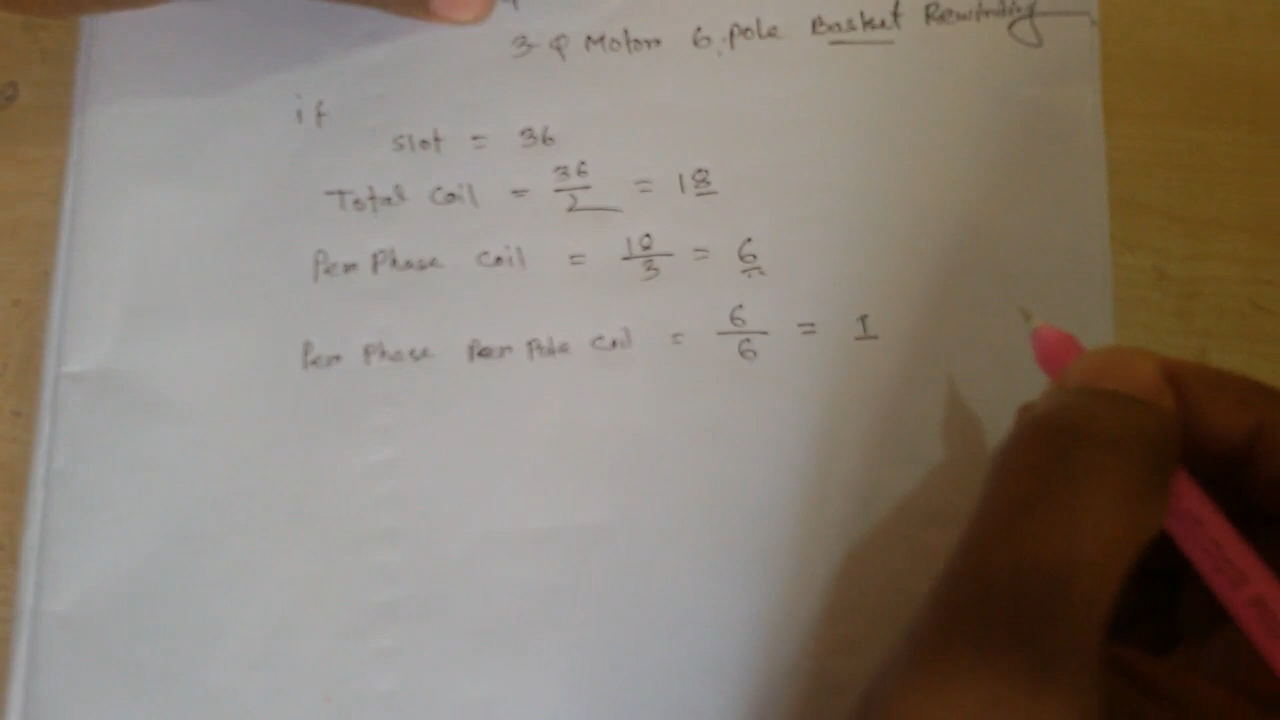 3-φ Motor 6 pole Basket Rewinding
if
slot = 36
Total coil = 36/2 = 18
Per Phase coil = 18/3 = 6
Per Phase Per Pole coil = 6/6 = 1